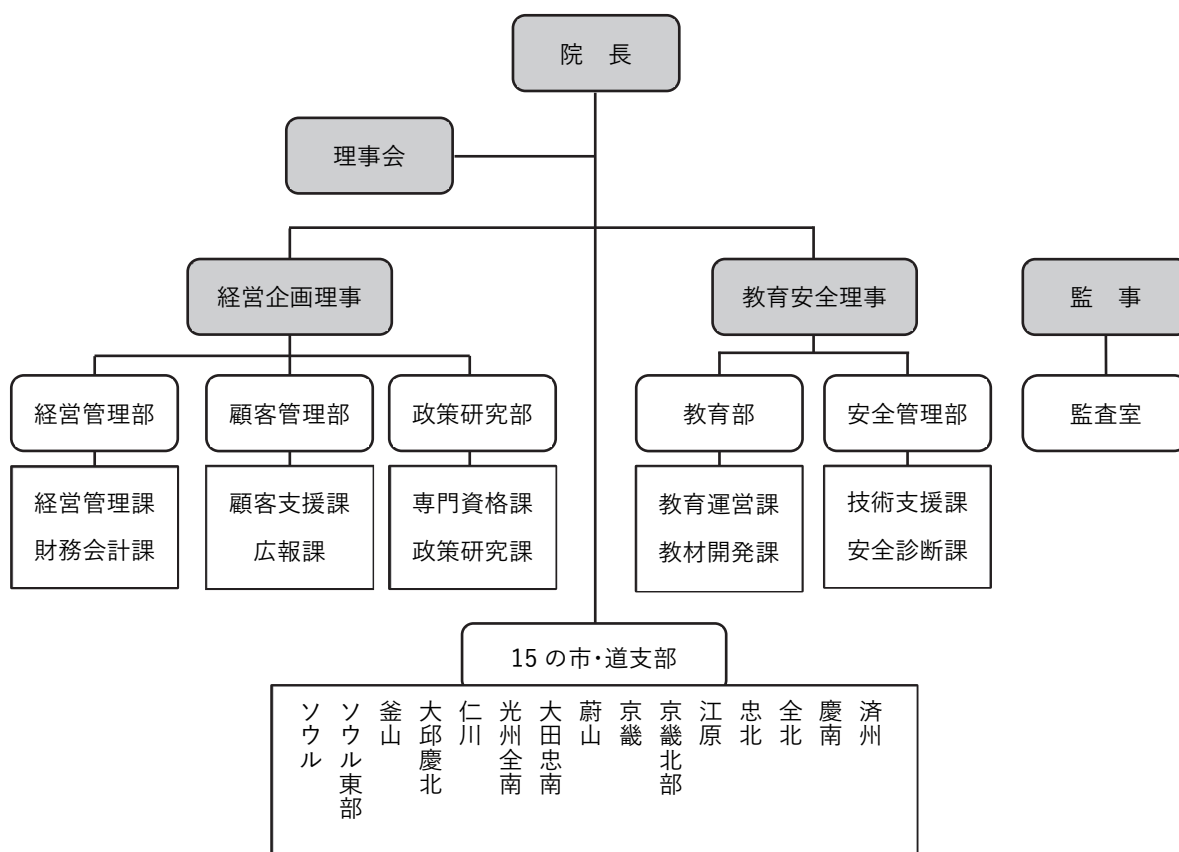 院　長
理事会
経営企画理事
教育安全理事
監　事
経営管理部
顧客管理部
政策研究部
教育部
安全管理部
監査室
経営管理課
財務会計課
顧客支援課
広報課
専門資格課
政策研究課
教育運営課
教材開発課
技術支援課
安全診断課
15の市・道支部
ソウル
ソウル東部
釜山
大邱慶北
仁川
光州全南
大田忠南
蔚山
京畿
京畿北部
江原
忠北
全北
慶南
済州